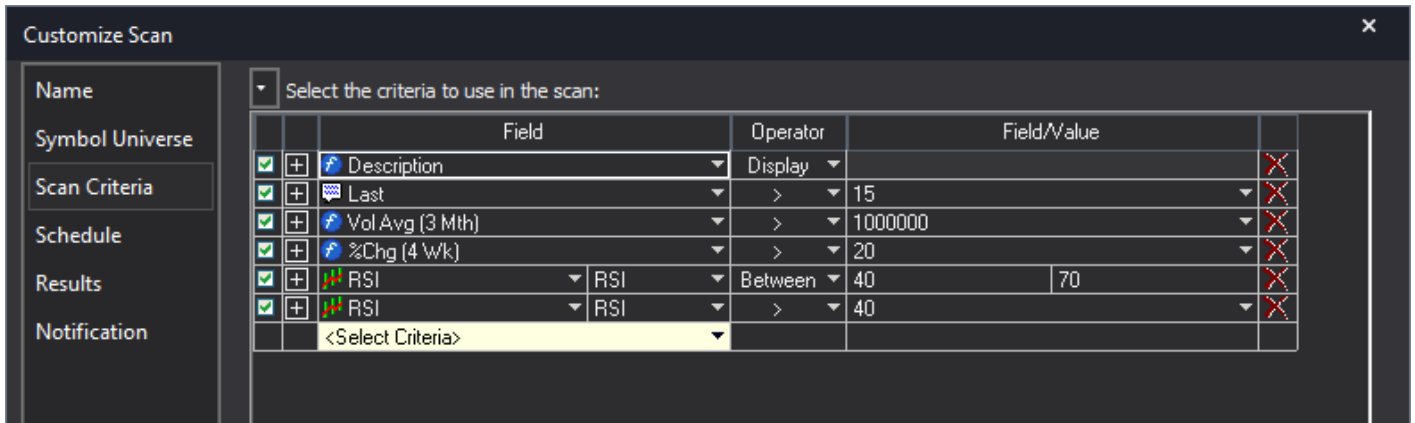 Customize Scan
Name
Symbol Universe
Scan Criteria
Schedule
Results
Notification
Select the criteria to use in the scan:
Field Operator Field/Value
Description Display
Last > 15
Vol Avg (3 Mth) > 1000000
%Chg (4 Wk) > 20
RSI RSI Between 40 70
RSI RSI > 40
<Select Criteria>